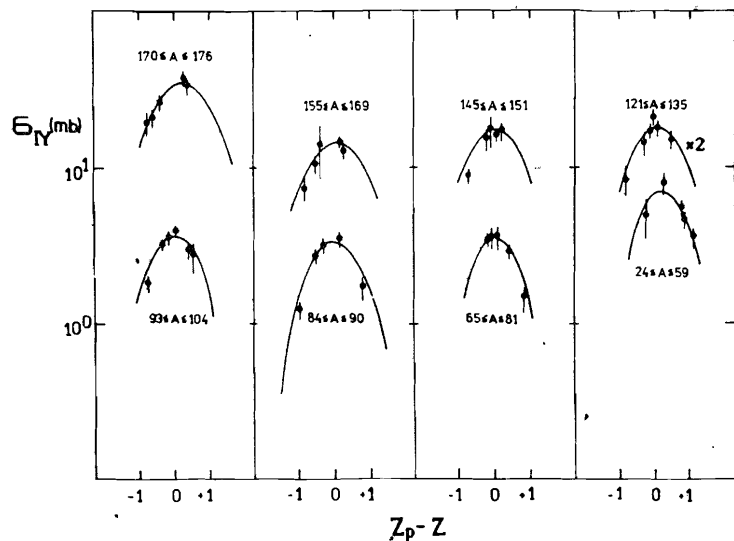 170≤A≤176
155≤A≤169
145≤A≤151
121≤A≤135
σIY(mb)
×2
10¹
24≤A≤59
93≤A≤104
84≤A≤90
65≤A≤81
10⁰
-1 0 +1
-1 0 +1
-1 0 +1
-1 0 +1
Zp-Z